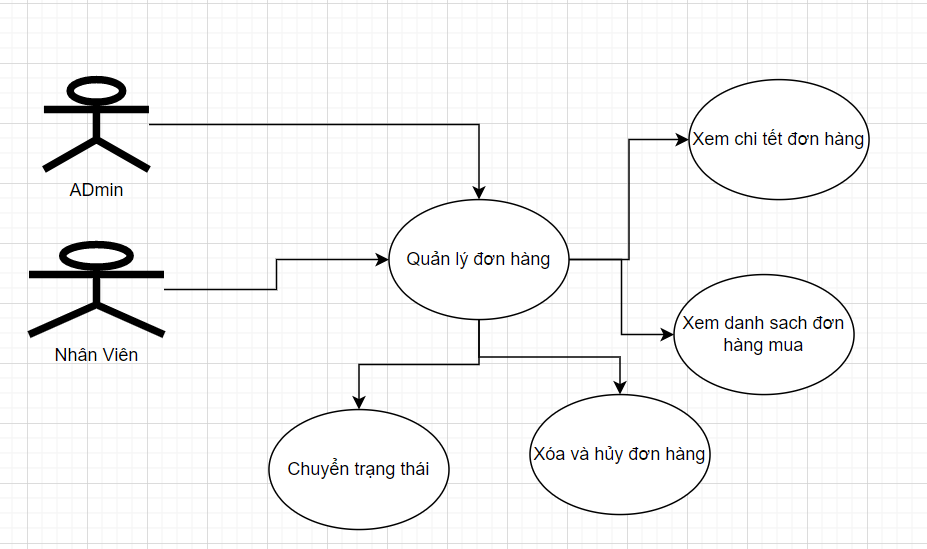 ADmin
Nhân Viên
Quản lý đơn hàng
Xem chi tết đơn hàng
Xem danh sach đơn
hàng mua
Chuyển trạng thái
Xóa và hủy đơn hàng